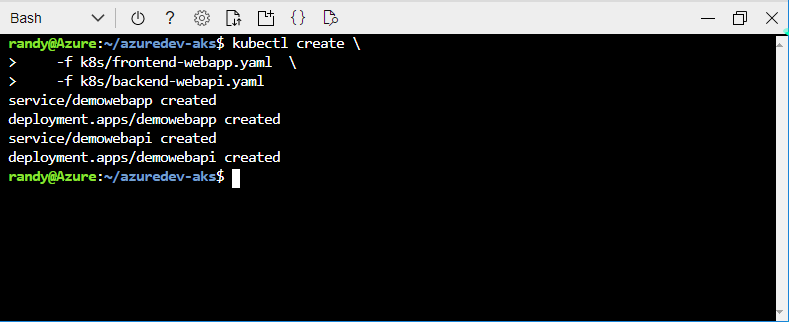 Bash
randy@Azure:~/azuredev-aks$ kubectl create \
>     -f k8s/frontend-webapp.yaml  \
>     -f k8s/backend-webapi.yaml
service/demowebapp created
deployment.apps/demowebapp created
service/demowebapi created
deployment.apps/demowebapi created
randy@Azure:~/azuredev-aks$